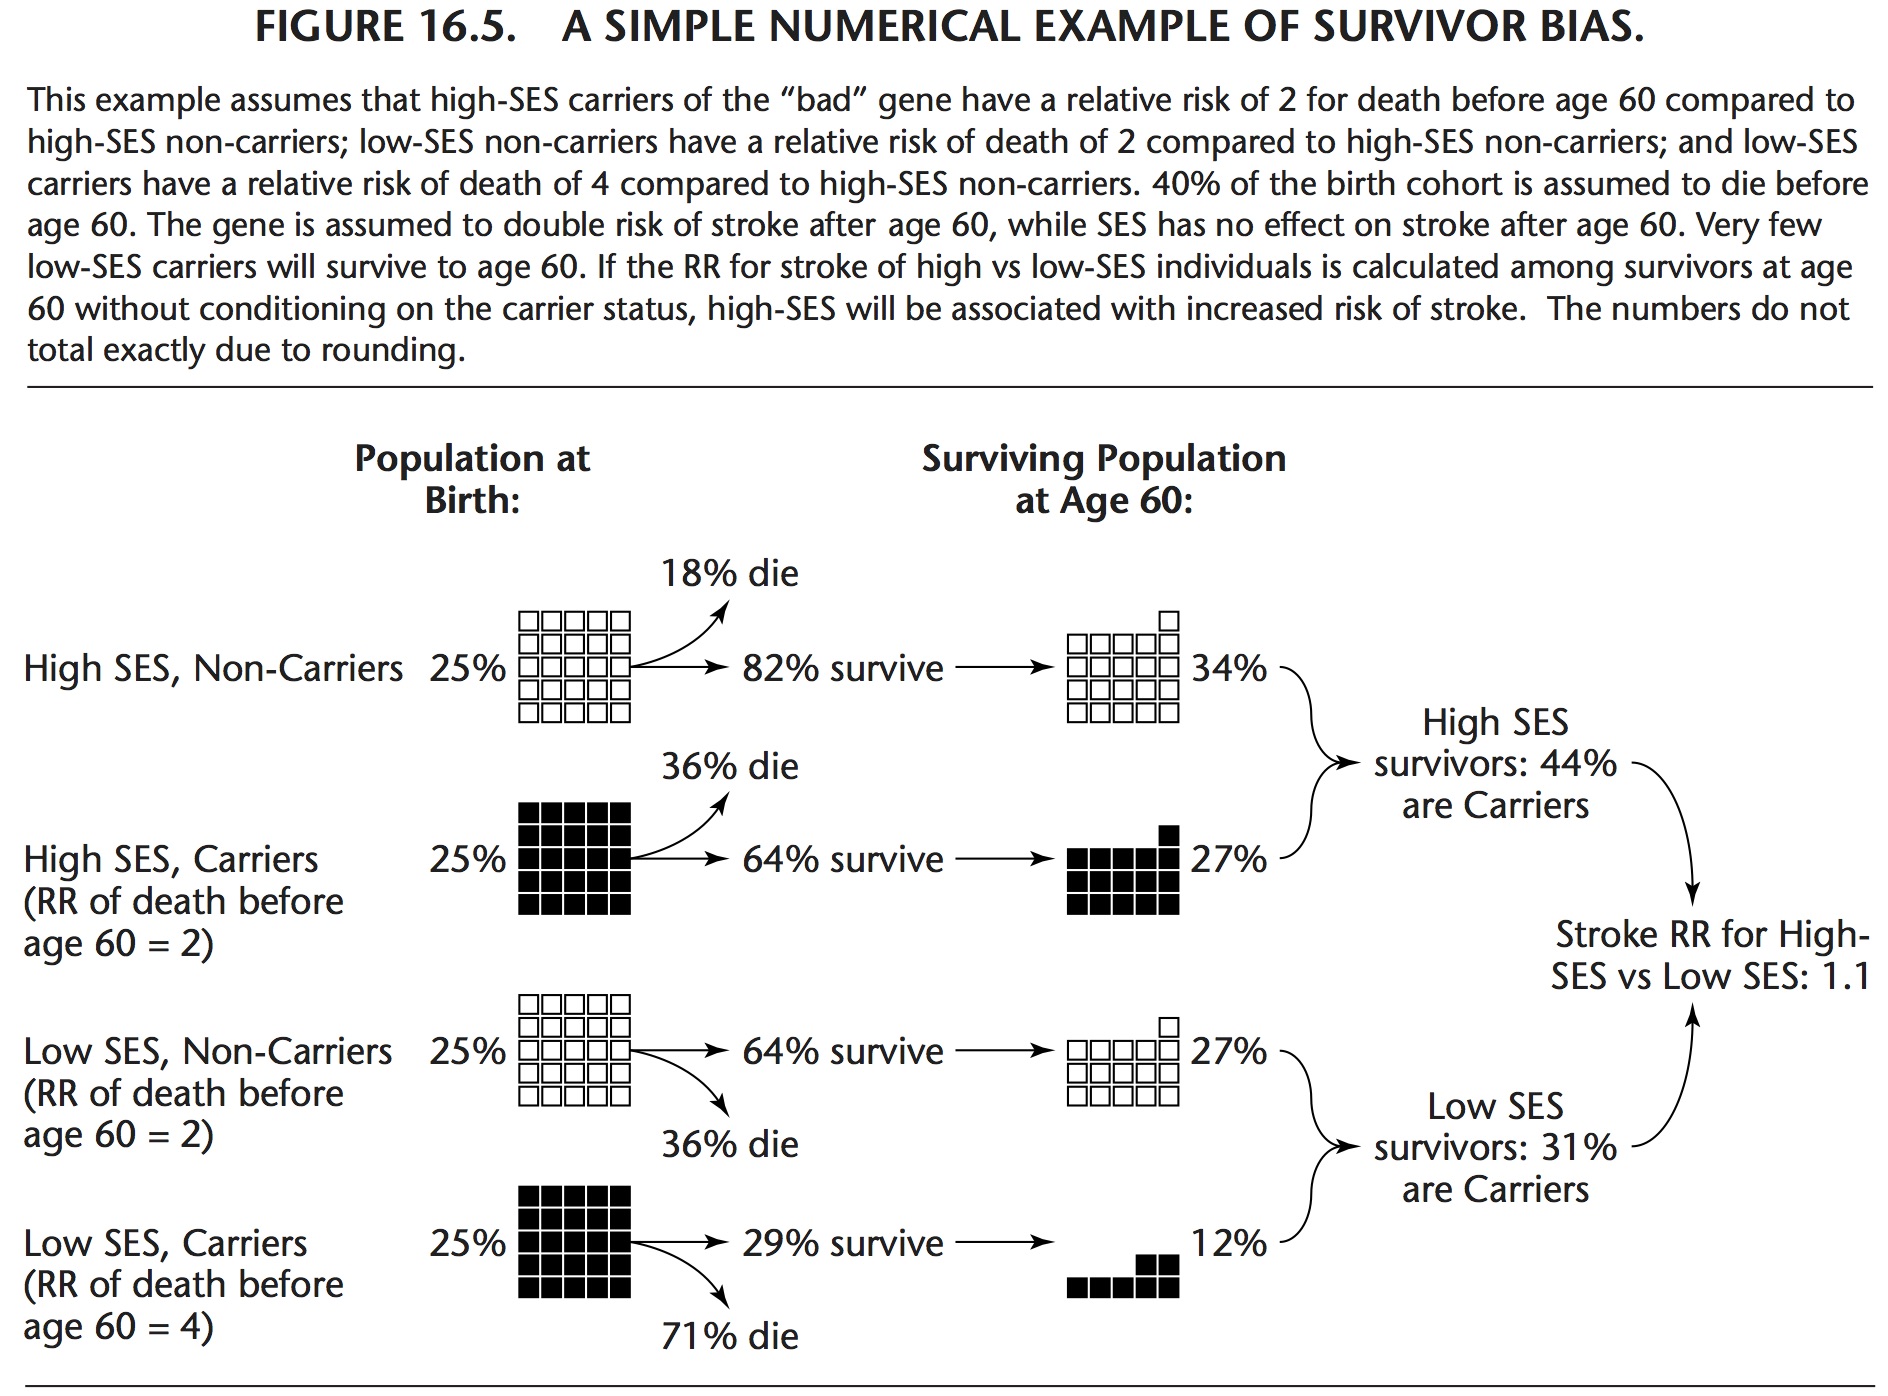 FIGURE 16.5. A SIMPLE NUMERICAL EXAMPLE OF SURVIVOR BIAS.
This example assumes that high-SES carriers of the “bad” gene have a relative risk of 2 for death before age 60 compared to
high-SES non-carriers; low-SES non-carriers have a relative risk of death of 2 compared to high-SES non-carriers; and low-SES
carriers have a relative risk of death of 4 compared to high-SES non-carriers. 40% of the birth cohort is assumed to die before
age 60. The gene is assumed to double risk of stroke after age 60, while SES has no effect on stroke after age 60. Very few
low-SES carriers will survive to age 60. If the RR for stroke of high vs low-SES individuals is calculated among survivors at age
60 without conditioning on the carrier status, high-SES will be associated with increased risk of stroke. The numbers do not
total exactly due to rounding.
Population at
Birth:
Surviving Population
at Age 60:
18% die
High SES, Non-Carriers 25% 82% survive 34%
High SES
survivors: 44%
are Carriers
36% die
High SES, Carriers 25% 64% survive 27%
(RR of death before
age 60 = 2)
Stroke RR for High-
SES vs Low SES: 1.1
Low SES, Non-Carriers 25% 64% survive 27%
(RR of death before
age 60 = 2)
36% die
Low SES
survivors: 31%
are Carriers
Low SES, Carriers 25% 29% survive 12%
(RR of death before
age 60 = 4)
71% die